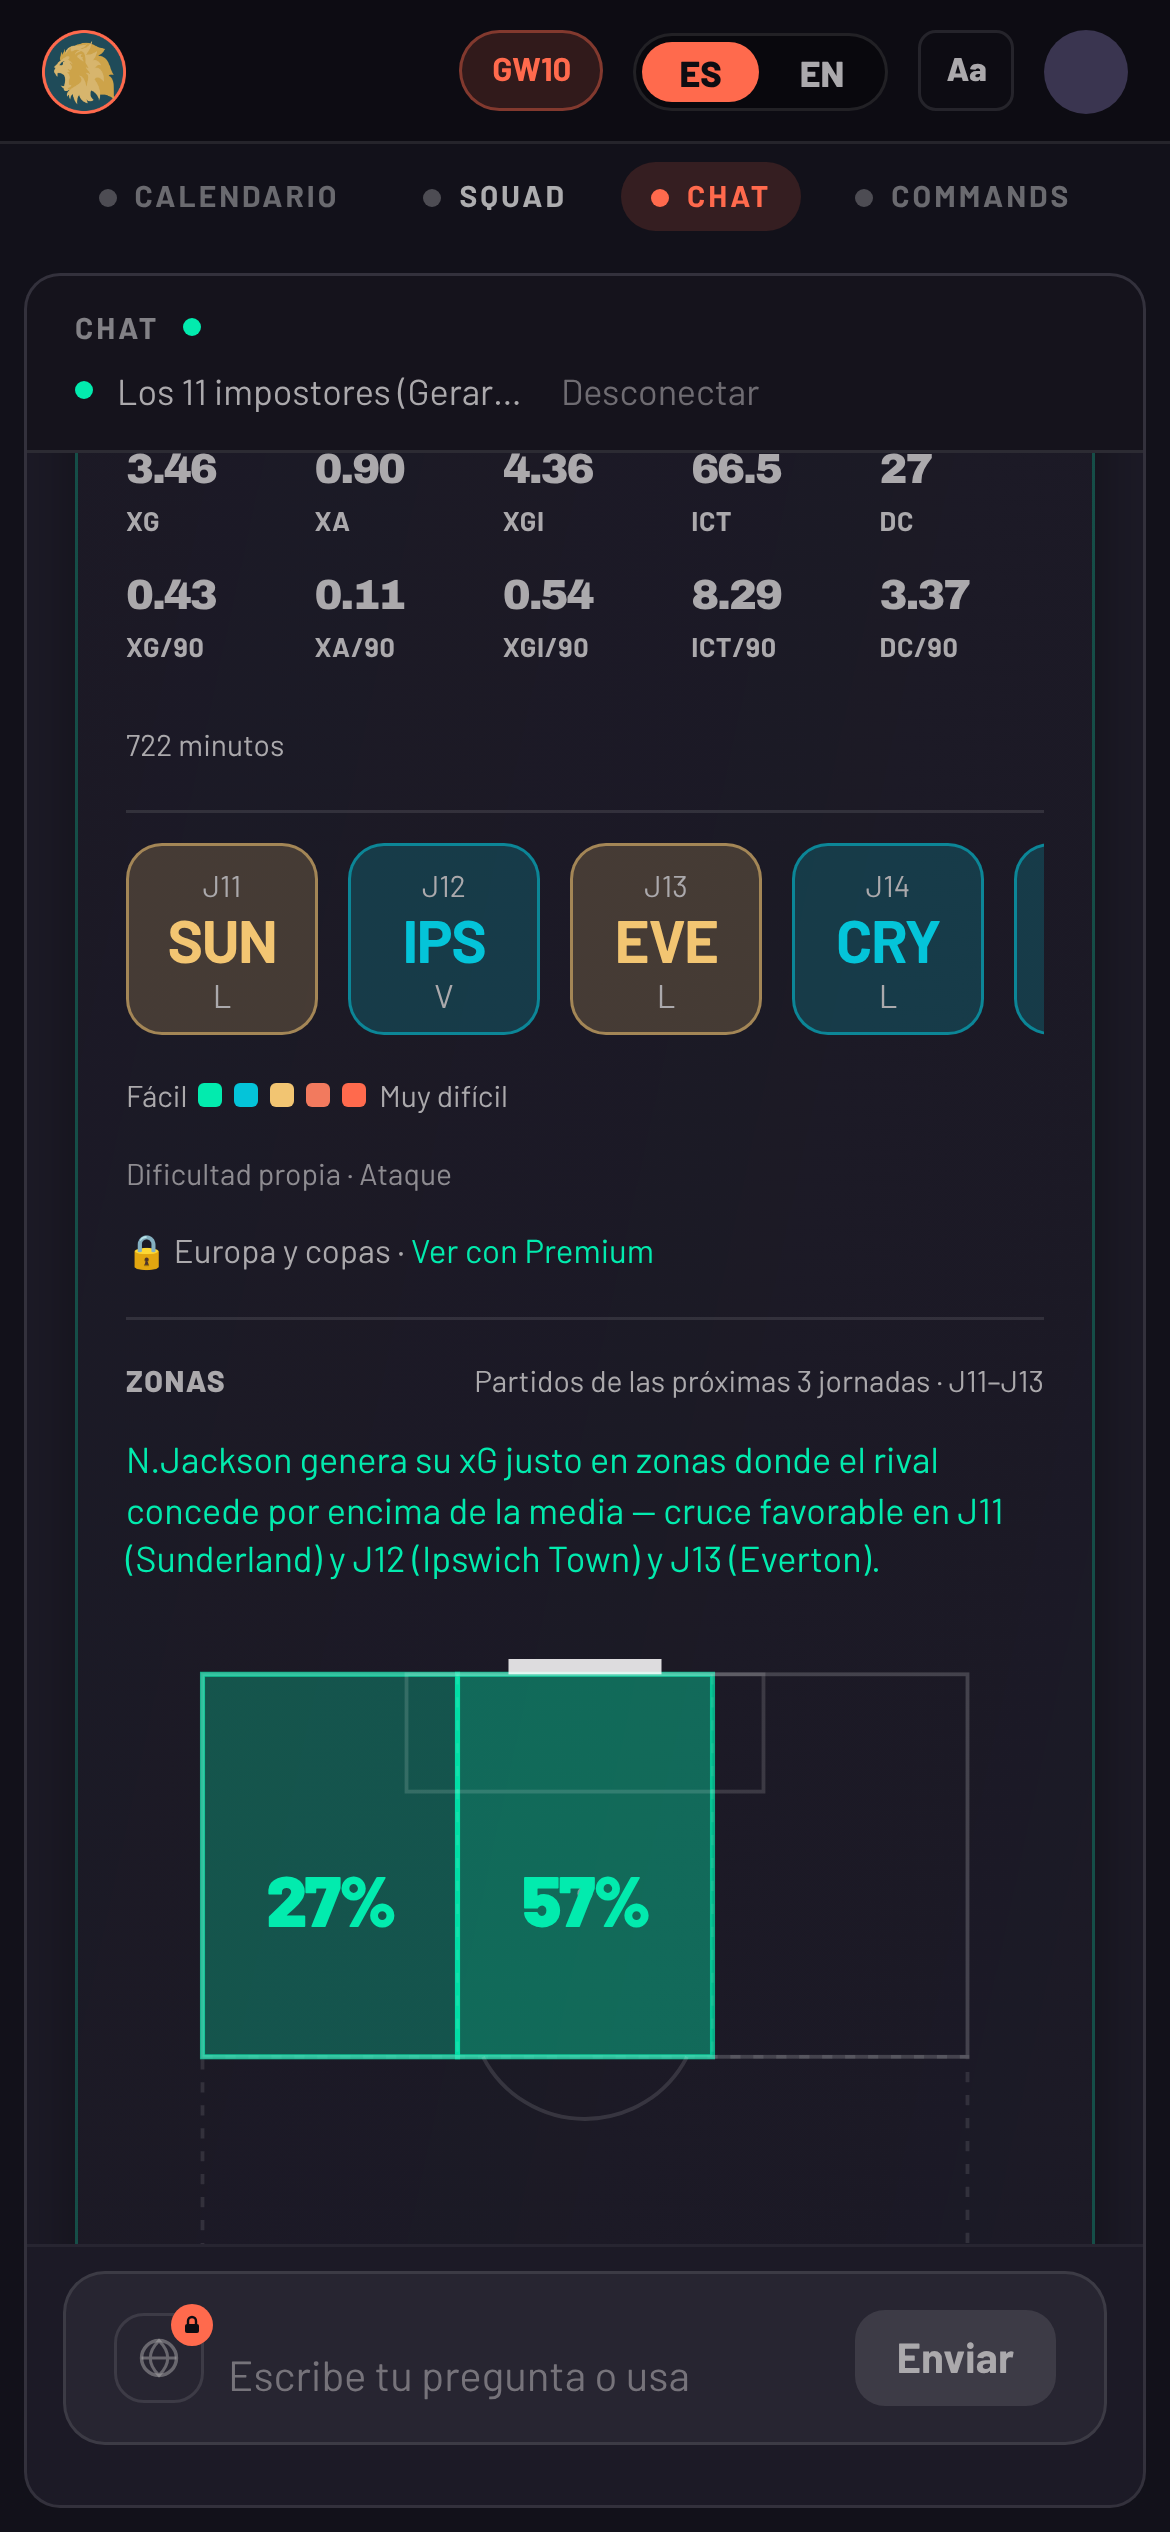 GW10
ES EN
Aa
CALENDARIO SQUAD CHAT COMMANDS
CHAT
Los 11 impostores (Gerar... Desconectar
3.46 0.90 4.36 66.5 27
XG XA XGI ICT DC
0.43 0.11 0.54 8.29 3.37
XG/90 XA/90 XGI/90 ICT/90 DC/90
722 minutos
J11 J12 J13 J14
SUN IPS EVE CRY
L V L L
Fácil Muy difícil
Dificultad propia · Ataque
Europa y copas · Ver con Premium
ZONAS Partidos de las próximas 3 jornadas · J11–J13
N.Jackson genera su xG justo en zonas donde el rival
concede por encima de la media — cruce favorable en J11
(Sunderland) y J12 (Ipswich Town) y J13 (Everton).
27% 57%
Escribe tu pregunta o usa
Enviar